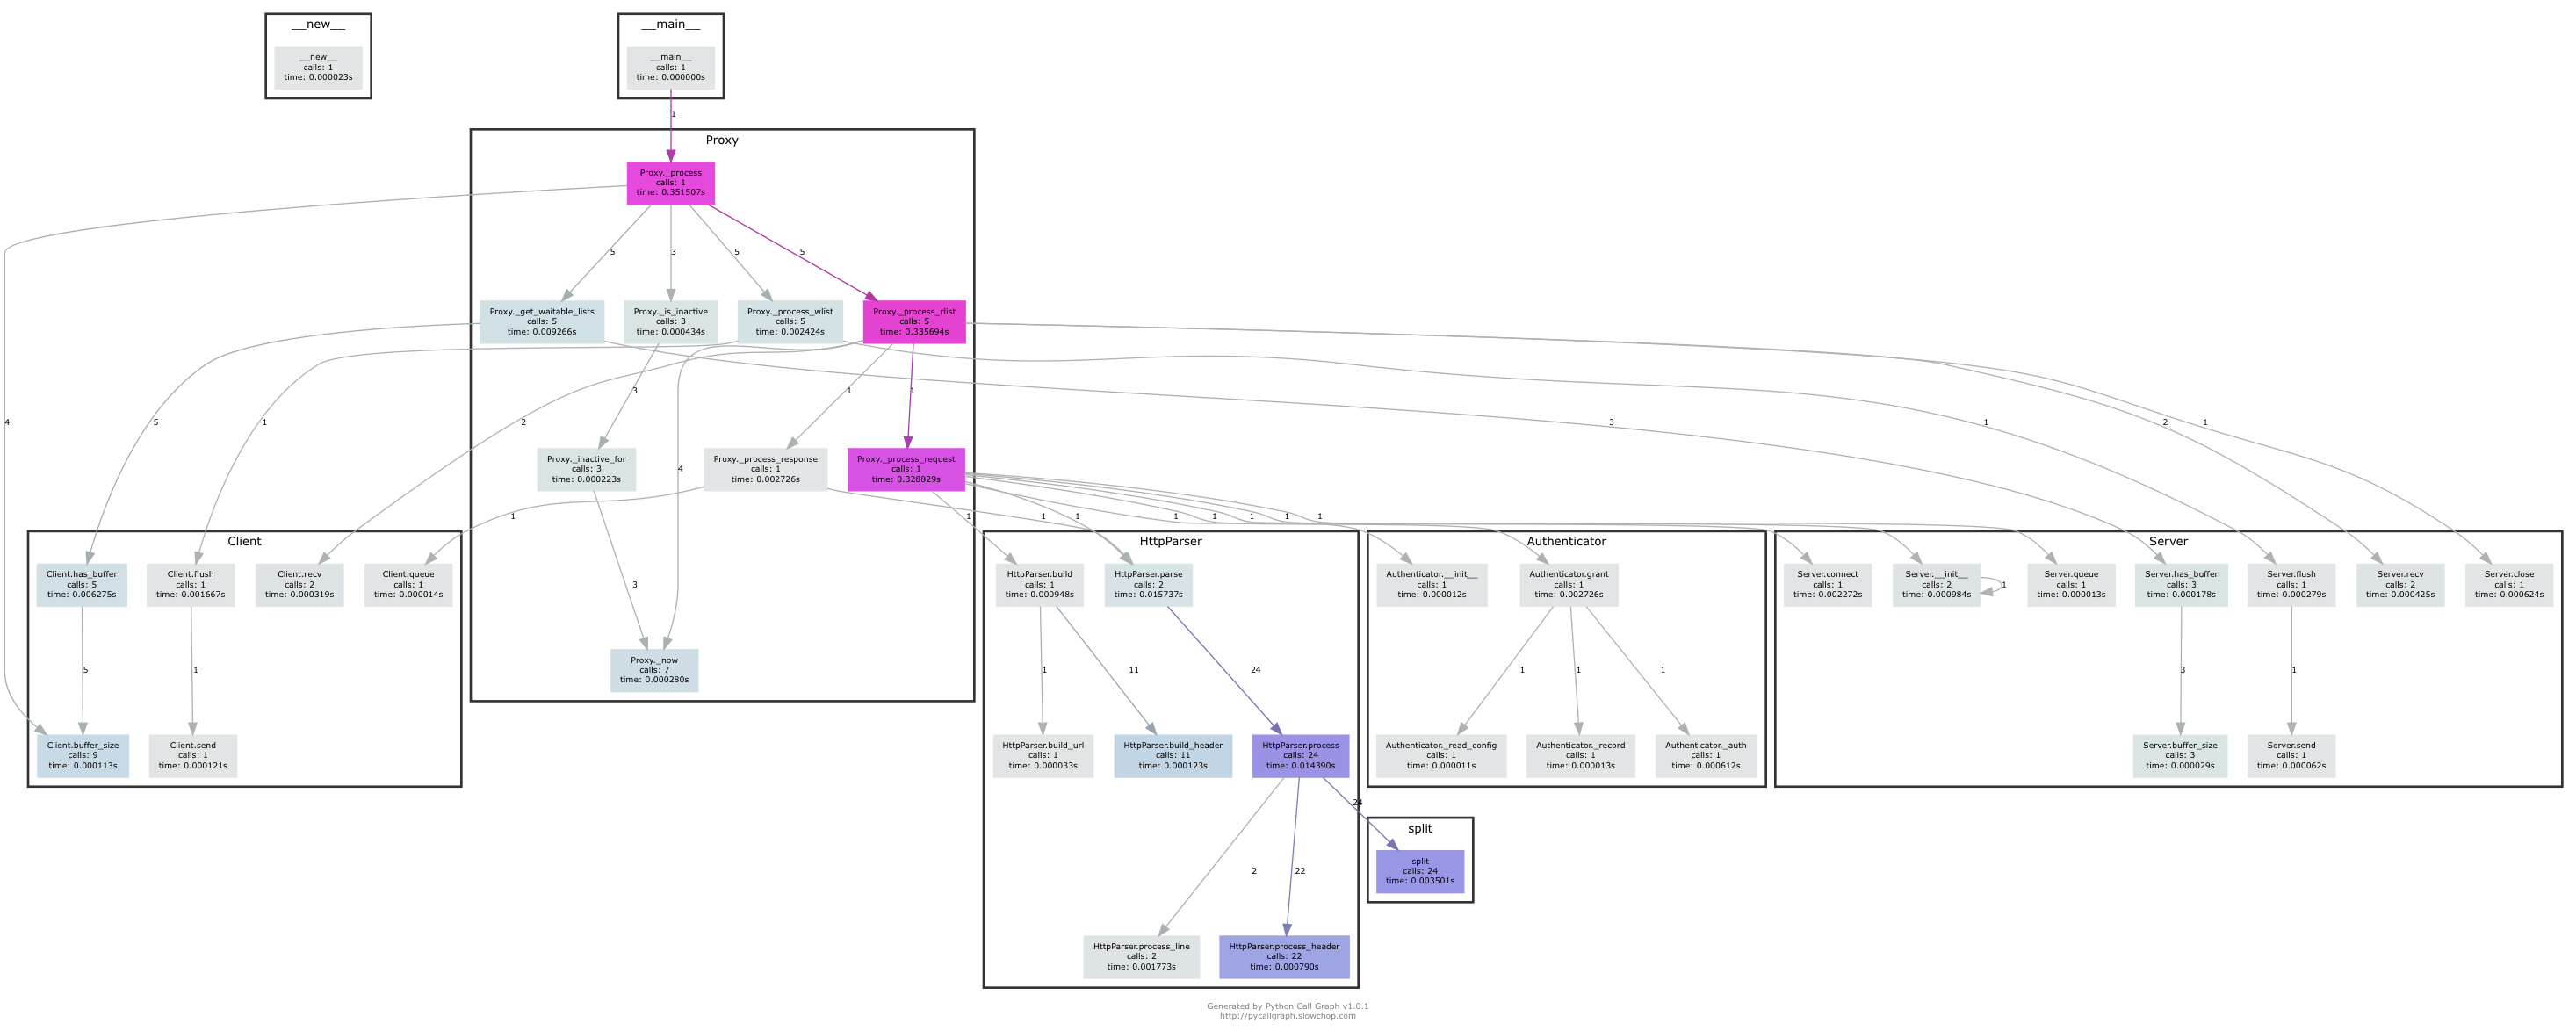 __new__
__new__
calls: 1
time: 0.000023s
__main__
__main__
calls: 1
time: 0.000000s
1
Proxy
Proxy._process
calls: 1
time: 0.351507s
5
3
5
5
Proxy._get_waitable_lists
calls: 5
time: 0.009266s
Proxy._is_inactive
calls: 3
time: 0.000434s
Proxy._process_wlist
calls: 5
time: 0.002424s
Proxy._process_rlist
calls: 5
time: 0.335694s
3
1
1
4
5
1
2
3
1
2
1
Proxy._inactive_for
calls: 3
time: 0.000223s
Proxy._process_response
calls: 1
time: 0.002726s
Proxy._process_request
calls: 1
time: 0.328829s
4
1
1
1
1
1
1
1
1
1
3
Proxy._now
calls: 7
time: 0.000280s
Client
Client.has_buffer
calls: 5
time: 0.006275s
Client.flush
calls: 1
time: 0.001667s
Client.recv
calls: 2
time: 0.000319s
Client.queue
calls: 1
time: 0.000014s
5
1
Client.buffer_size
calls: 9
time: 0.000113s
Client.send
calls: 1
time: 0.000121s
HttpParser
HttpParser.build
calls: 1
time: 0.000948s
HttpParser.parse
calls: 2
time: 0.015737s
1
11
24
HttpParser.build_url
calls: 1
time: 0.000033s
HttpParser.build_header
calls: 11
time: 0.000123s
HttpParser.process
calls: 24
time: 0.014390s
24
2
22
HttpParser.process_line
calls: 2
time: 0.001773s
HttpParser.process_header
calls: 22
time: 0.000790s
Authenticator
Authenticator.__init__
calls: 1
time: 0.000012s
Authenticator.grant
calls: 1
time: 0.002726s
1
1
1
Authenticator._read_config
calls: 1
time: 0.000011s
Authenticator._record
calls: 1
time: 0.000013s
Authenticator._auth
calls: 1
time: 0.000612s
split
split
calls: 24
time: 0.003501s
Server
Server.connect
calls: 1
time: 0.002272s
Server.__init__
calls: 2
time: 0.000984s
1
Server.queue
calls: 1
time: 0.000013s
Server.has_buffer
calls: 3
time: 0.000178s
Server.flush
calls: 1
time: 0.000279s
Server.recv
calls: 2
time: 0.000425s
Server.close
calls: 1
time: 0.000624s
3
1
Server.buffer_size
calls: 3
time: 0.000029s
Server.send
calls: 1
time: 0.000062s
Generated by Python Call Graph v1.0.1
http://pycallgraph.slowchop.com